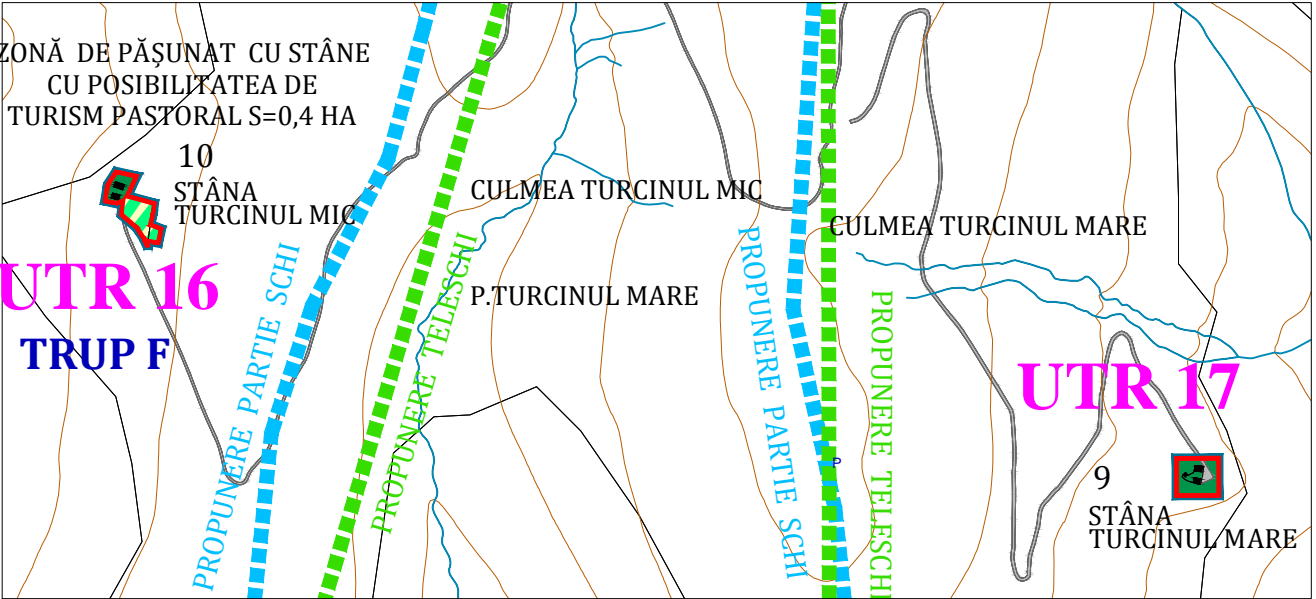 ZONĂ DE PĂȘUNAT CU STÂNE
CU POSIBILITATEA DE
TURISM PASTORAL S=0,4 HA
10
STÂNA
TURCINUL MIC
UTR 16
TRUP F
PROPUNERE PARTIE SCHI
PROPUNERE TELESCHI
CULMEA TURCINUL MIC
P.TURCINUL MARE
PROPUNERE PARTIE SCHI
PROPUNERE TELESCHI
P
CULMEA TURCINUL MARE
UTR 17
9
STÂNA
TURCINUL MARE